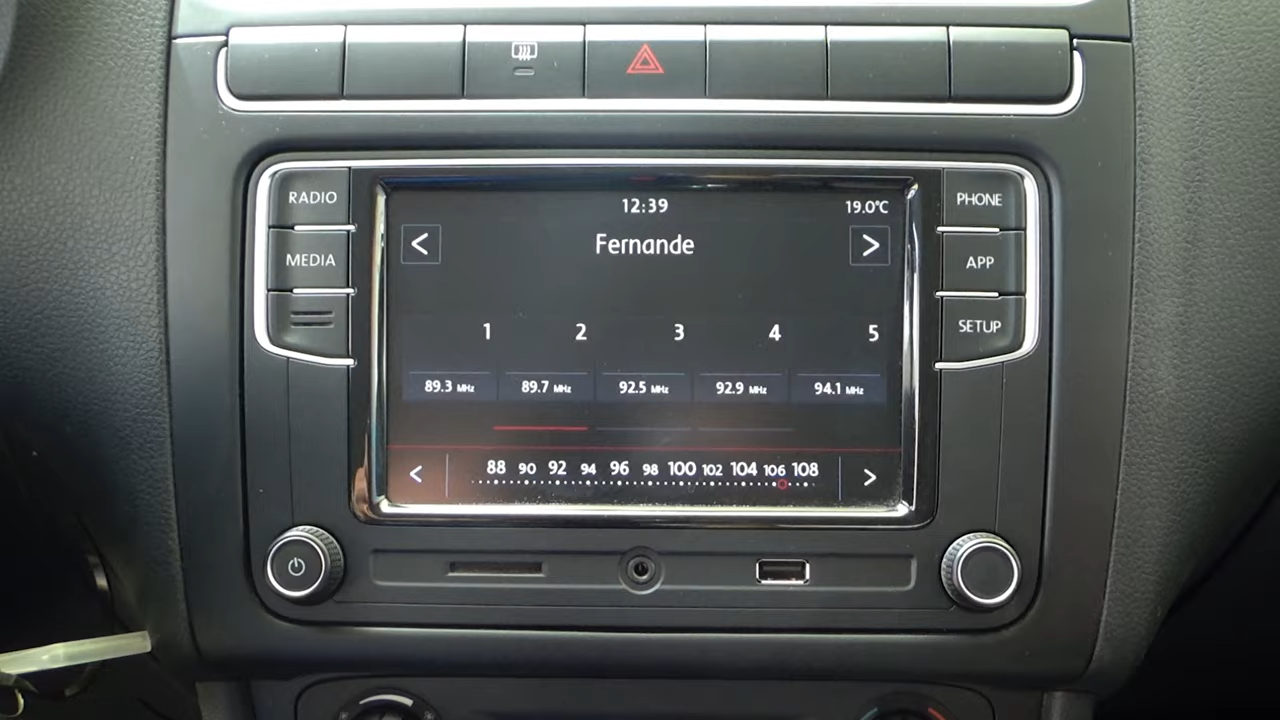 RADIO
MEDIA
PHONE
APP
SETUP
12:39 19.0°C
< Fernande >
1 2 3 4 5
89.3 MHz 89.7 MHz 92.5 MHz 92.9 MHz 94.1 MHz
< 88 90 92 94 96 98 100 102 104 106 108 >